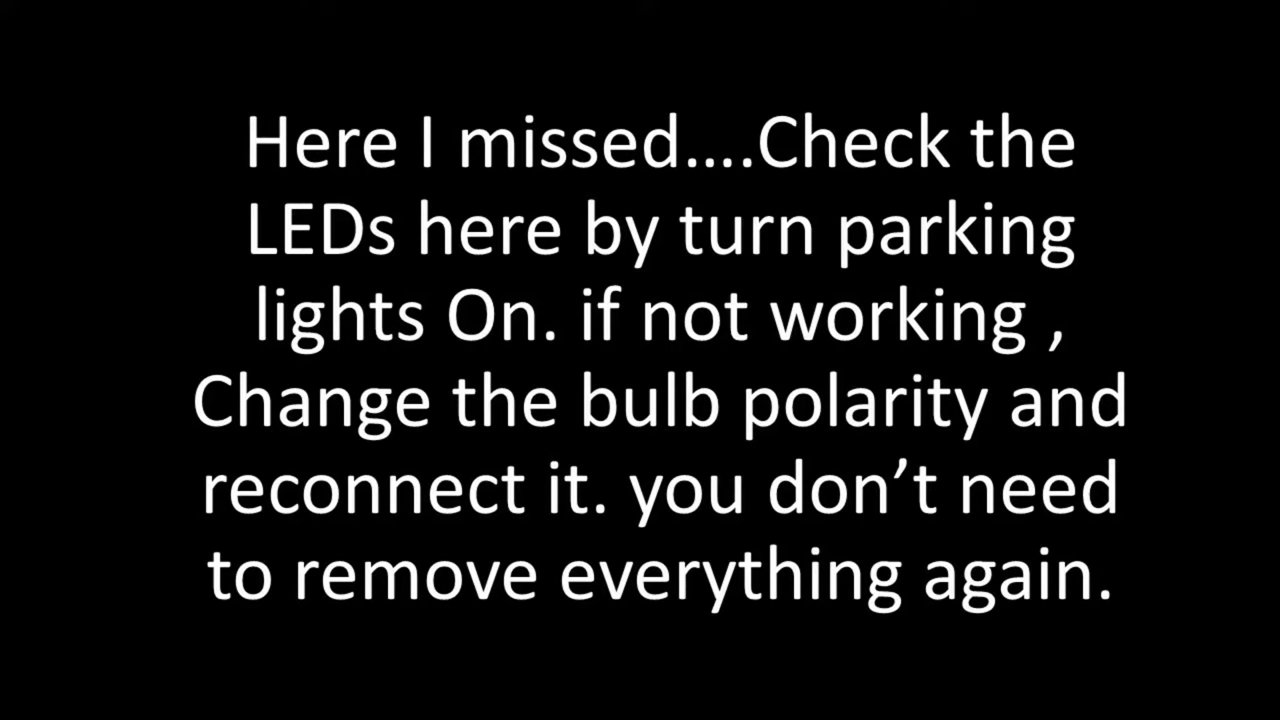 Here I missed....Check the
LEDs here by turn parking
lights On. if not working ,
Change the bulb polarity and
reconnect it. you don’t need
to remove everything again.